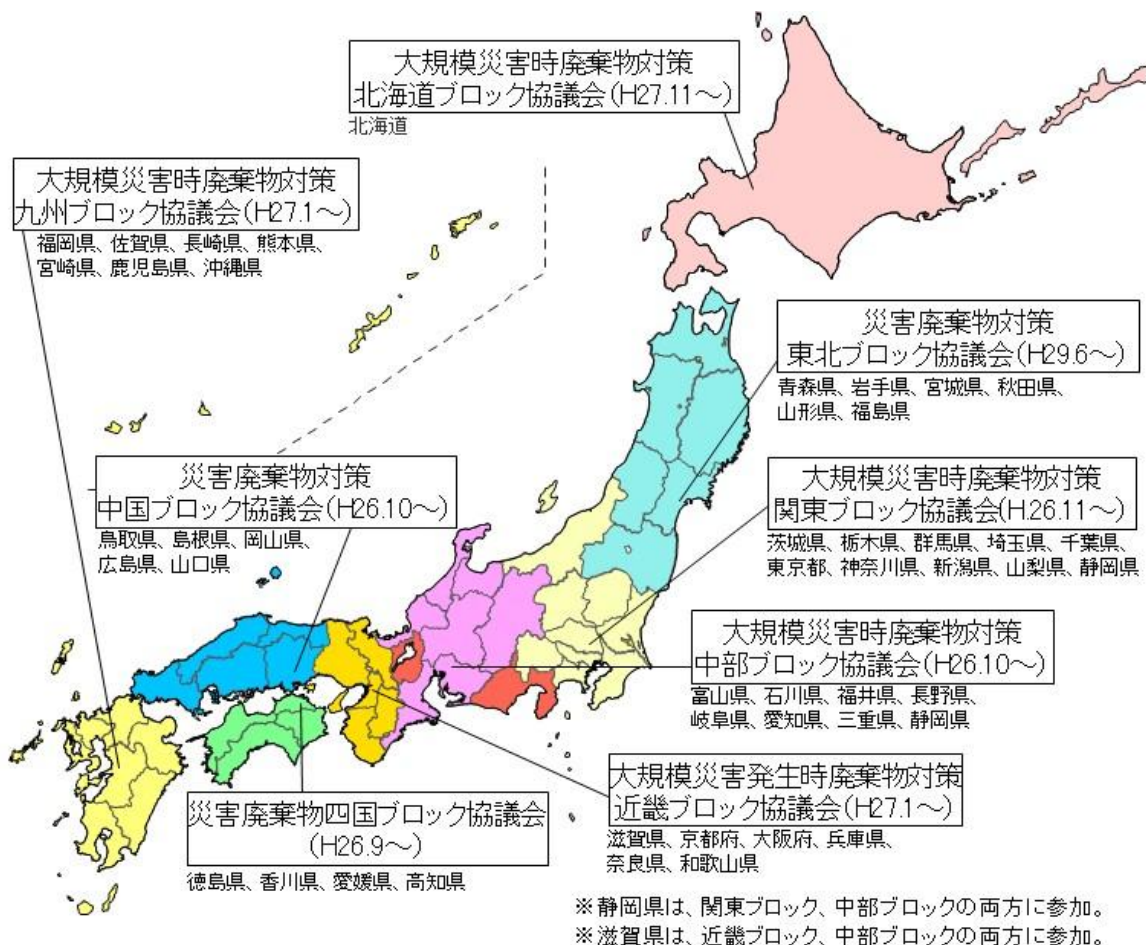 大規模災害時廃棄物対策
北海道ブロック協議会(H27.11～)
北海道
大規模災害時廃棄物対策
九州ブロック協議会(H27.1～)
福岡県、佐賀県、長崎県、熊本県、
宮崎県、鹿児島県、沖縄県
災害廃棄物対策
東北ブロック協議会(H29.6～)
青森県、岩手県、宮城県、秋田県、
山形県、福島県
災害廃棄物対策
中国ブロック協議会(H26.10～)
鳥取県、島根県、岡山県、
広島県、山口県
大規模災害時廃棄物対策
関東ブロック協議会(H.26.11～)
茨城県、栃木県、群馬県、埼玉県、千葉県、
東京都、神奈川県、新潟県、山梨県、静岡県
大規模災害時廃棄物対策
中部ブロック協議会(H26.10～)
富山県、石川県、福井県、長野県、
岐阜県、愛知県、三重県、静岡県
大規模災害発生時廃棄物対策
近畿ブロック協議会(H27.1～)
滋賀県、京都府、大阪府、兵庫県、
奈良県、和歌山県
災害廃棄物四国ブロック協議会
(H26.9～)
徳島県、香川県、愛媛県、高知県
※静岡県は、関東ブロック、中部ブロックの両方に参加。
※滋賀県は、近畿ブロック、中部ブロックの両方に参加。